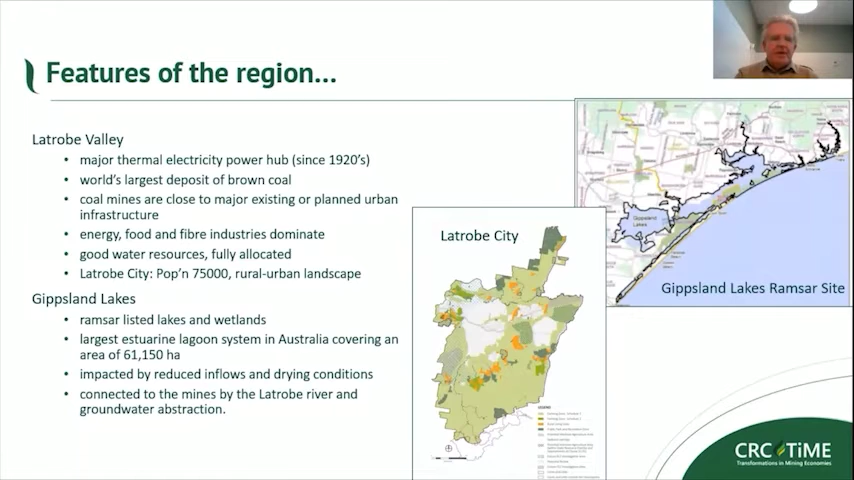 Features of the region...
Latrobe Valley
• major thermal electricity power hub (since 1920's)
• world's largest deposit of brown coal
• coal mines are close to major existing or planned urban
infrastructure
• energy, food and fibre industries dominate
• good water resources, fully allocated
• Latrobe City: Pop'n 75000, rural-urban landscape
Gippsland Lakes
• ramsar listed lakes and wetlands
• largest estuarine lagoon system in Australia covering an
area of 61,150 ha
• impacted by reduced inflows and drying conditions
• connected to the mines by the Latrobe river and
groundwater abstraction.
Latrobe City
LEGEND
Gippsland
Lakes
Gippsland Lakes Ramsar Site
CRC TiME
Transformations in Mining Economies